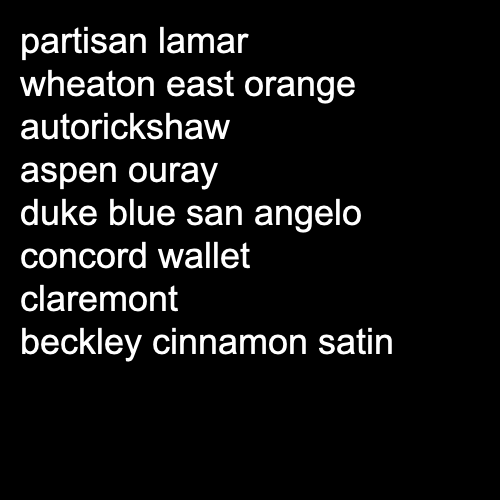 partisan lamar
wheaton east orange
autorickshaw
aspen ouray
duke blue san angelo
concord wallet
claremont
beckley cinnamon satin